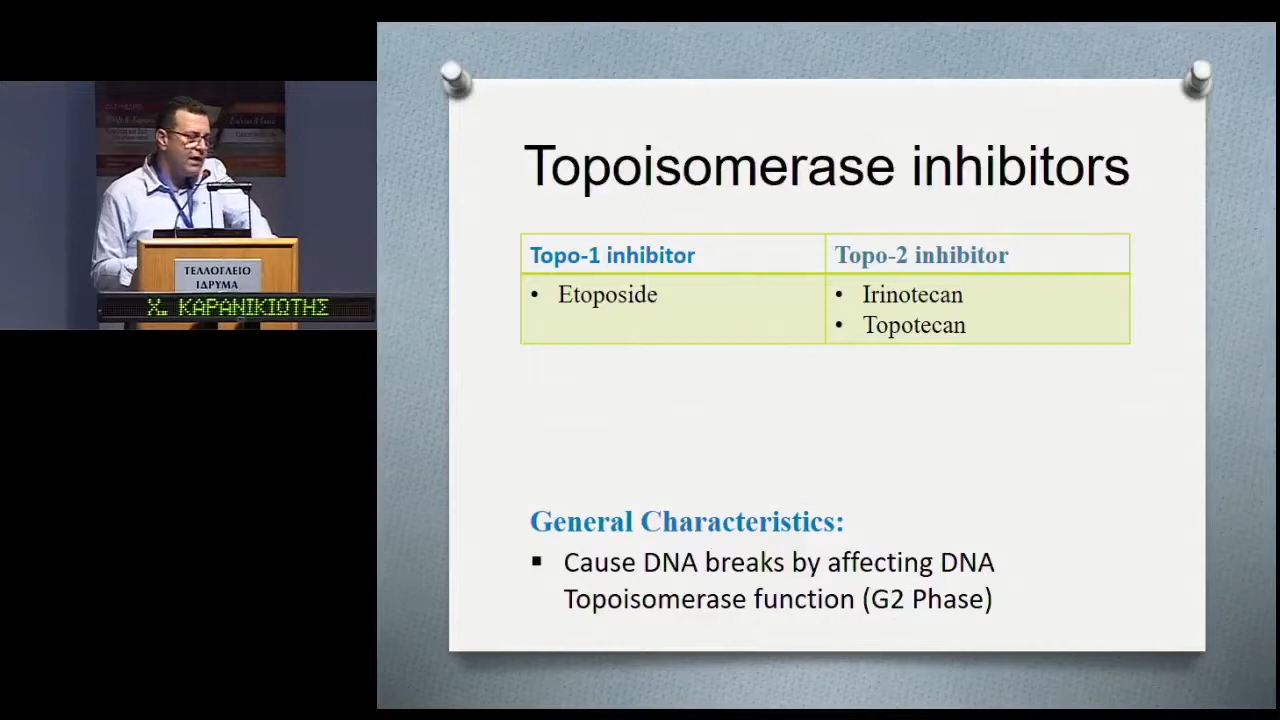 Topoisomerase inhibitors
Topo-1 inhibitor
Topo-2 inhibitor
• Etoposide
• Irinotecan
• Topotecan
General Characteristics:
▪ Cause DNA breaks by affecting DNA
Topoisomerase function (G2 Phase)
ΤΕΛΛΟΓΛΕΙΟ
ΙΔΡΥΜΑ
Χ. ΚΑΡΑΝΙΚΙΩΤΗΣ